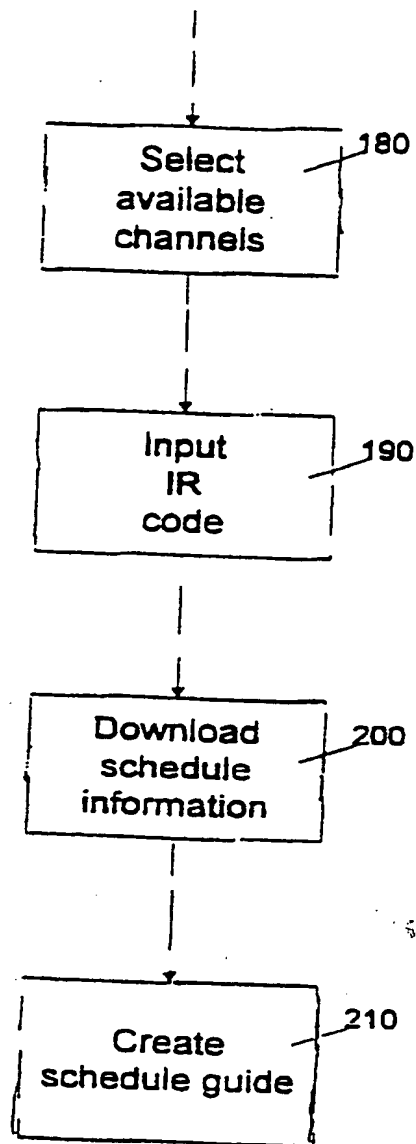 180
Select
available
channels
190
Input
IR
code
200
Download
schedule
information
210
Create
schedule guide